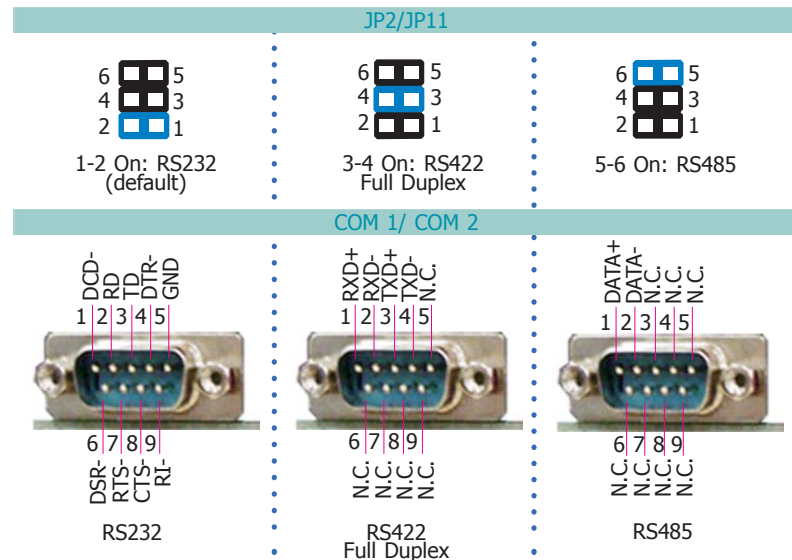 JP2/JP11
6 5
4 3
2 1
1-2 On: RS232
(default)
6 5
4 3
2 1
3-4 On: RS422
Full Duplex
6 5
4 3
2 1
5-6 On: RS485
COM 1/ COM 2
DCD-
RD
TD
DTR-
GND
1 2 3 4 5
6 7 8 9
DSR-
RTS-
CTS-
RI-
RS232
RXD+
RXD-
TXD+
TXD-
N.C.
1 2 3 4 5
6 7 8 9
N.C.
N.C.
N.C.
N.C.
RS422
Full Duplex
DATA+
DATA-
N.C.
N.C.
N.C.
1 2 3 4 5
6 7 8 9
N.C.
N.C.
N.C.
N.C.
RS485